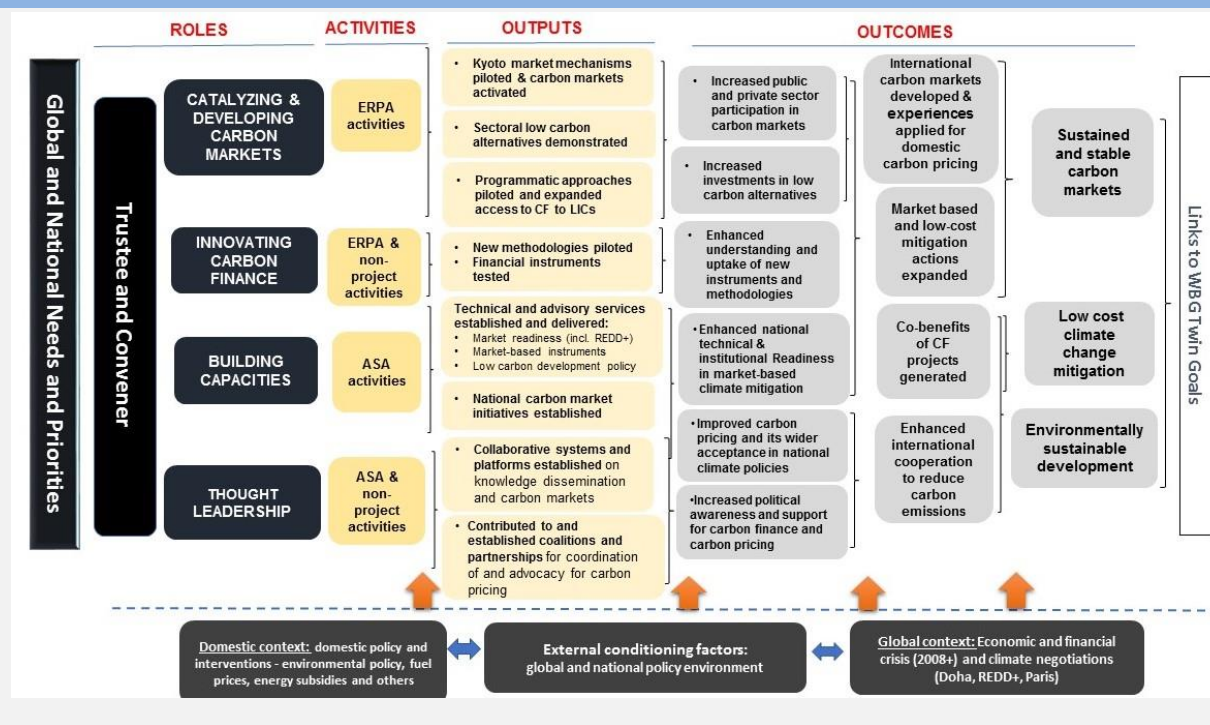 ROLES
ACTIVITIES
OUTPUTS
OUTCOMES
Global and National Needs and Priorities
Trustee and Convener
CATALYZING &
DEVELOPING
CARBON
MARKETS
ERPA
activities
INNOVATING
CARBON
FINANCE
ERPA &
non-
project
activities
BUILDING
CAPACITIES
ASA
activities
THOUGHT
LEADERSHIP
ASA &
non-
project
activities
• Kyoto market mechanisms
piloted & carbon markets
activated
• Sectoral low carbon
alternatives demonstrated
• Programmatic approaches
piloted and expanded
access to CF to LICs
• New methodologies piloted
• Financial instruments
tested
Technical and advisory services
established and delivered:
• Market readiness (incl. REDD+)
• Market-based instruments
• Low carbon development policy
• National carbon market
initiatives established
• Collaborative systems and
platforms established on
knowledge dissemination
and carbon markets
• Contributed to and
established coalitions and
partnerships for coordination
of and advocacy for carbon
pricing
• Increased public
and private sector
participation in
carbon markets
• Increased
investments in low
carbon alternatives
• Enhanced
understanding and
uptake of new
instruments and
methodologies
•Enhanced national
technical &
institutional Readiness
in market-based
climate mitigation
•Improved carbon
pricing and its wider
acceptance in national
climate policies
•Increased political
awareness and support
for carbon finance and
carbon pricing
International
carbon markets
developed &
experiences
applied for
domestic
carbon pricing
Market based
and low-cost
mitigation
actions
expanded
Co-benefits
of CF
projects
generated
Enhanced
international
cooperation
to reduce
carbon
emissions
Sustained
and stable
carbon
markets
Low cost
climate
change
mitigation
Environmentally
sustainable
development
Links to WBG Twin Goals
Domestic context: domestic policy and
interventions - environmental policy, fuel
prices, energy subsidies and others
External conditioning factors:
global and national policy environment
Global context: Economic and financial
crisis (2008+) and climate negotiations
(Doha, REDD+, Paris)